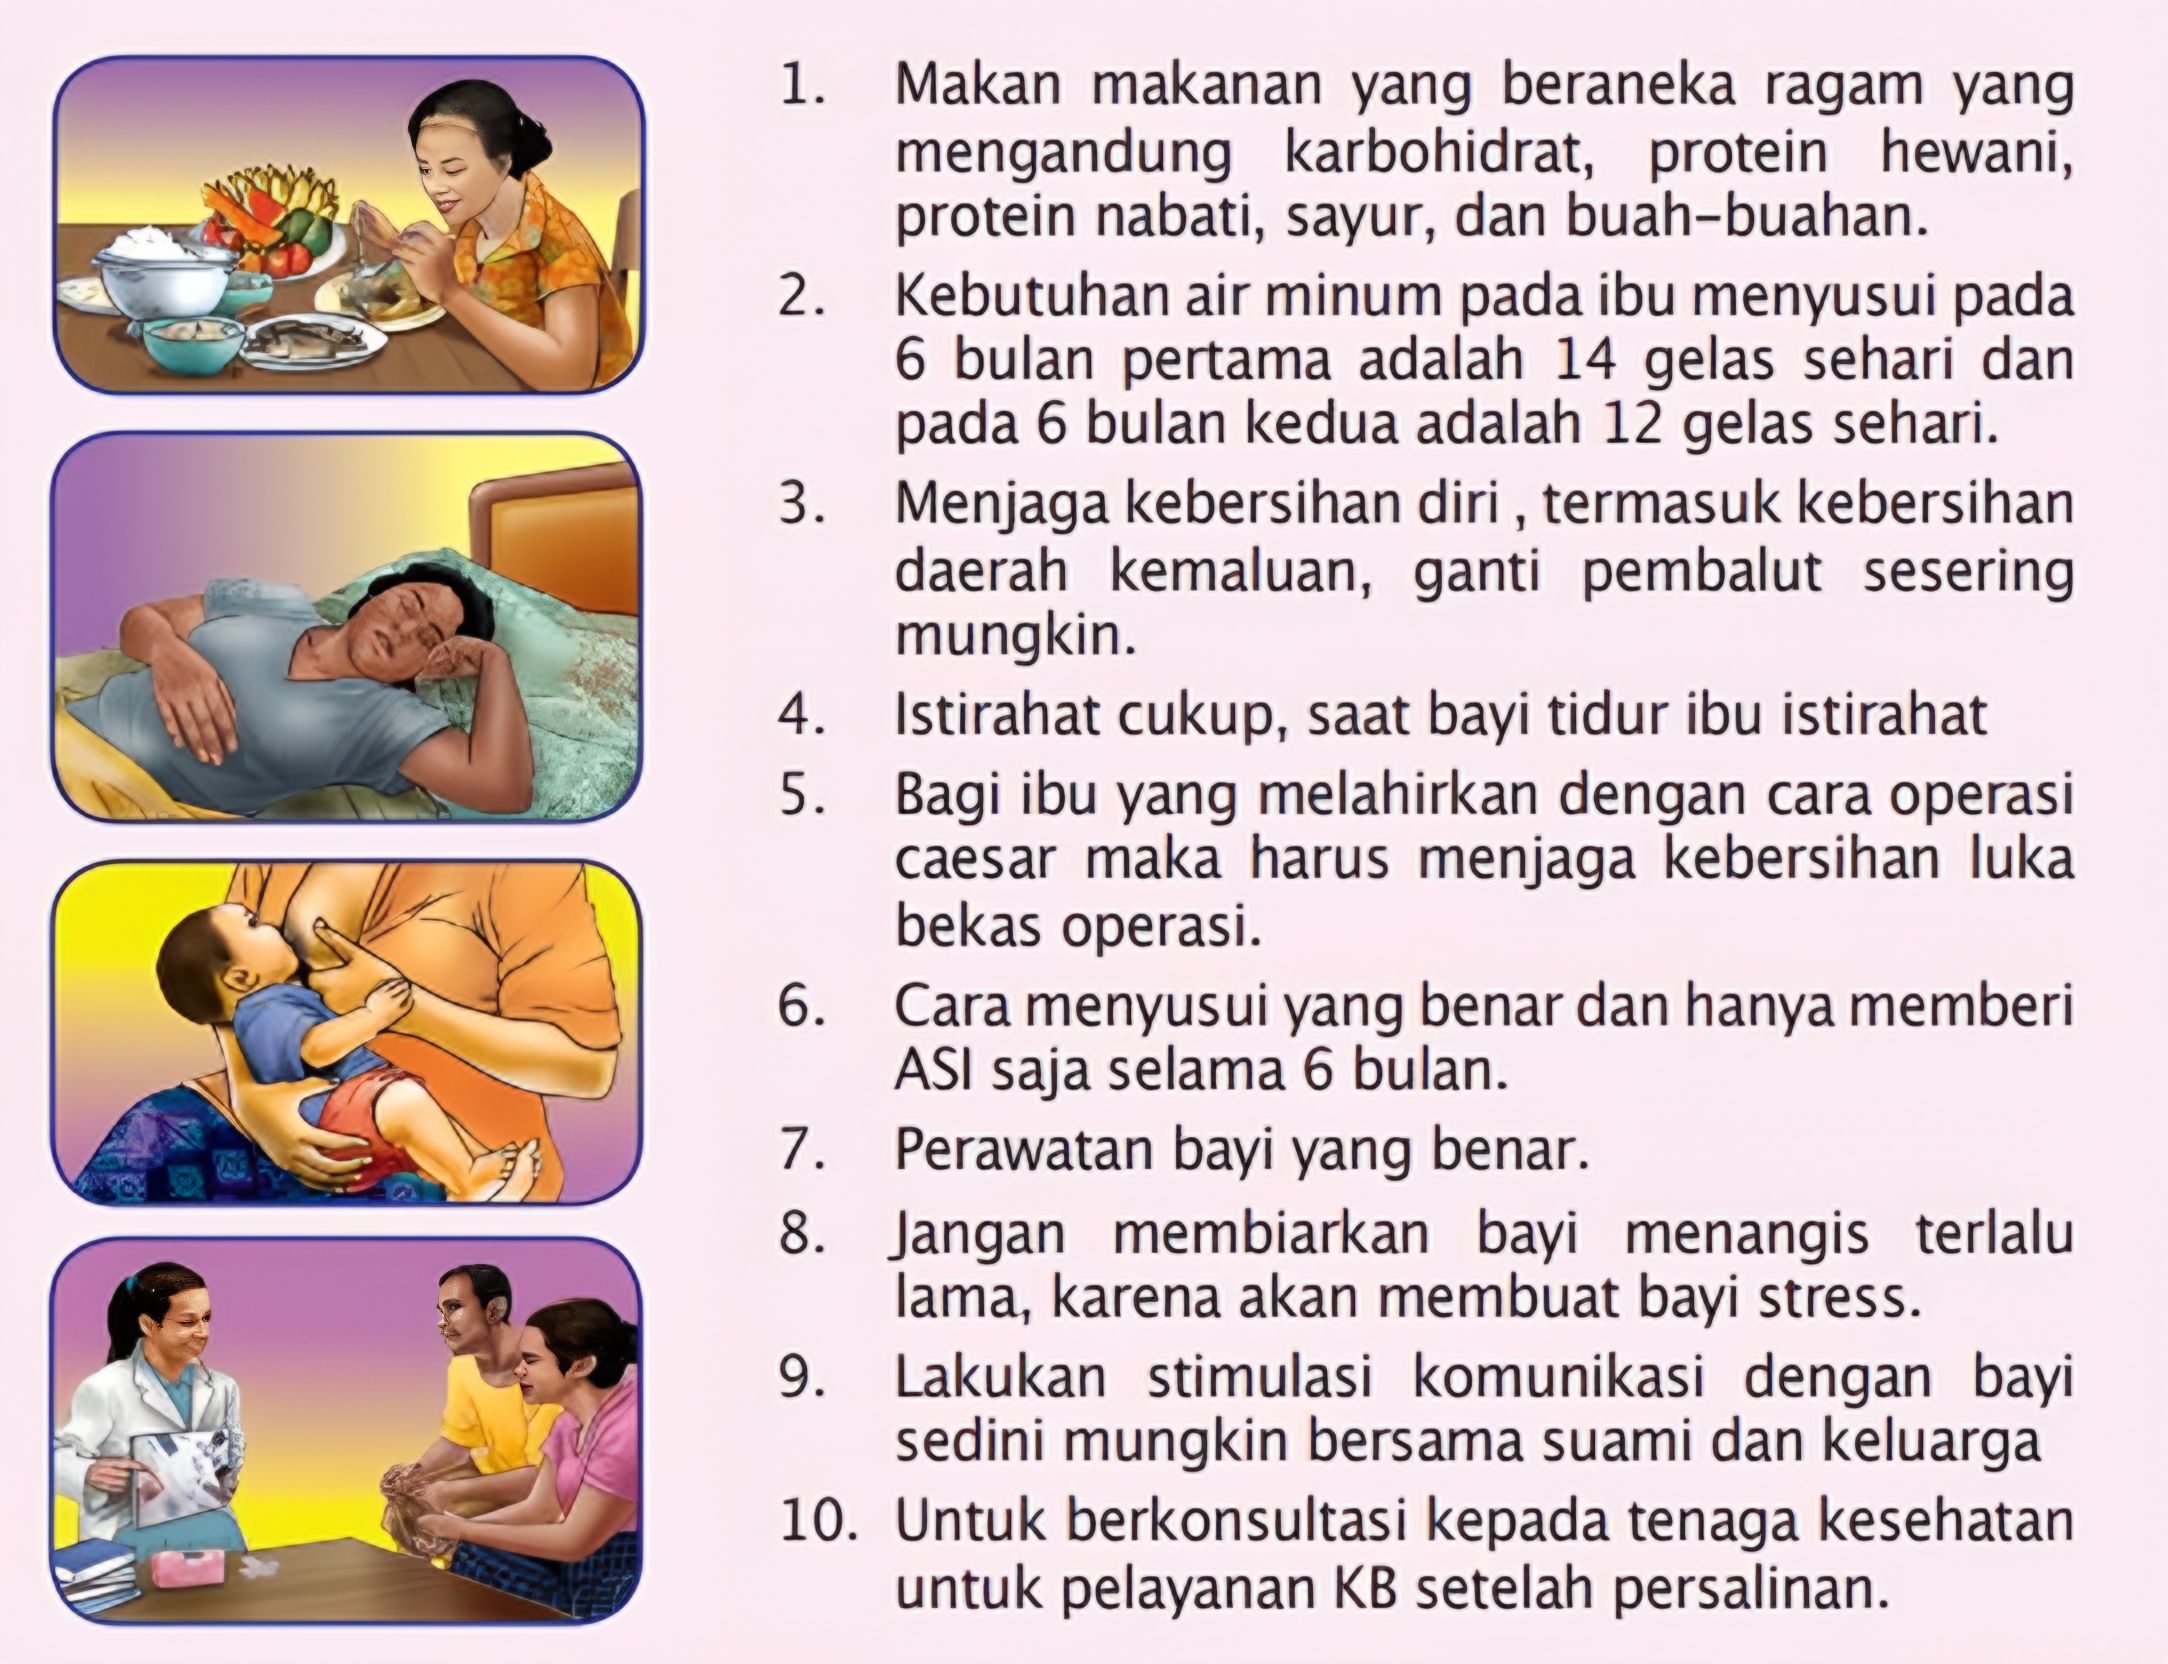 1. Makan makanan yang beraneka ragam yang
mengandung karbohidrat, protein hewani,
protein nabati, sayur, dan buah-buahan.
2. Kebutuhan air minum pada ibu menyusui pada
6 bulan pertama adalah 14 gelas sehari dan
pada 6 bulan kedua adalah 12 gelas sehari.
3. Menjaga kebersihan diri , termasuk kebersihan
daerah kemaluan, ganti pembalut sesering
mungkin.
4. Istirahat cukup, saat bayi tidur ibu istirahat
5. Bagi ibu yang melahirkan dengan cara operasi
caesar maka harus menjaga kebersihan luka
bekas operasi.
6. Cara menyusui yang benar dan hanya memberi
ASI saja selama 6 bulan.
7. Perawatan bayi yang benar.
8. Jangan membiarkan bayi menangis terlalu
lama, karena akan membuat bayi stress.
9. Lakukan stimulasi komunikasi dengan bayi
sedini mungkin bersama suami dan keluarga
10. Untuk berkonsultasi kepada tenaga kesehatan
untuk pelayanan KB setelah persalinan.